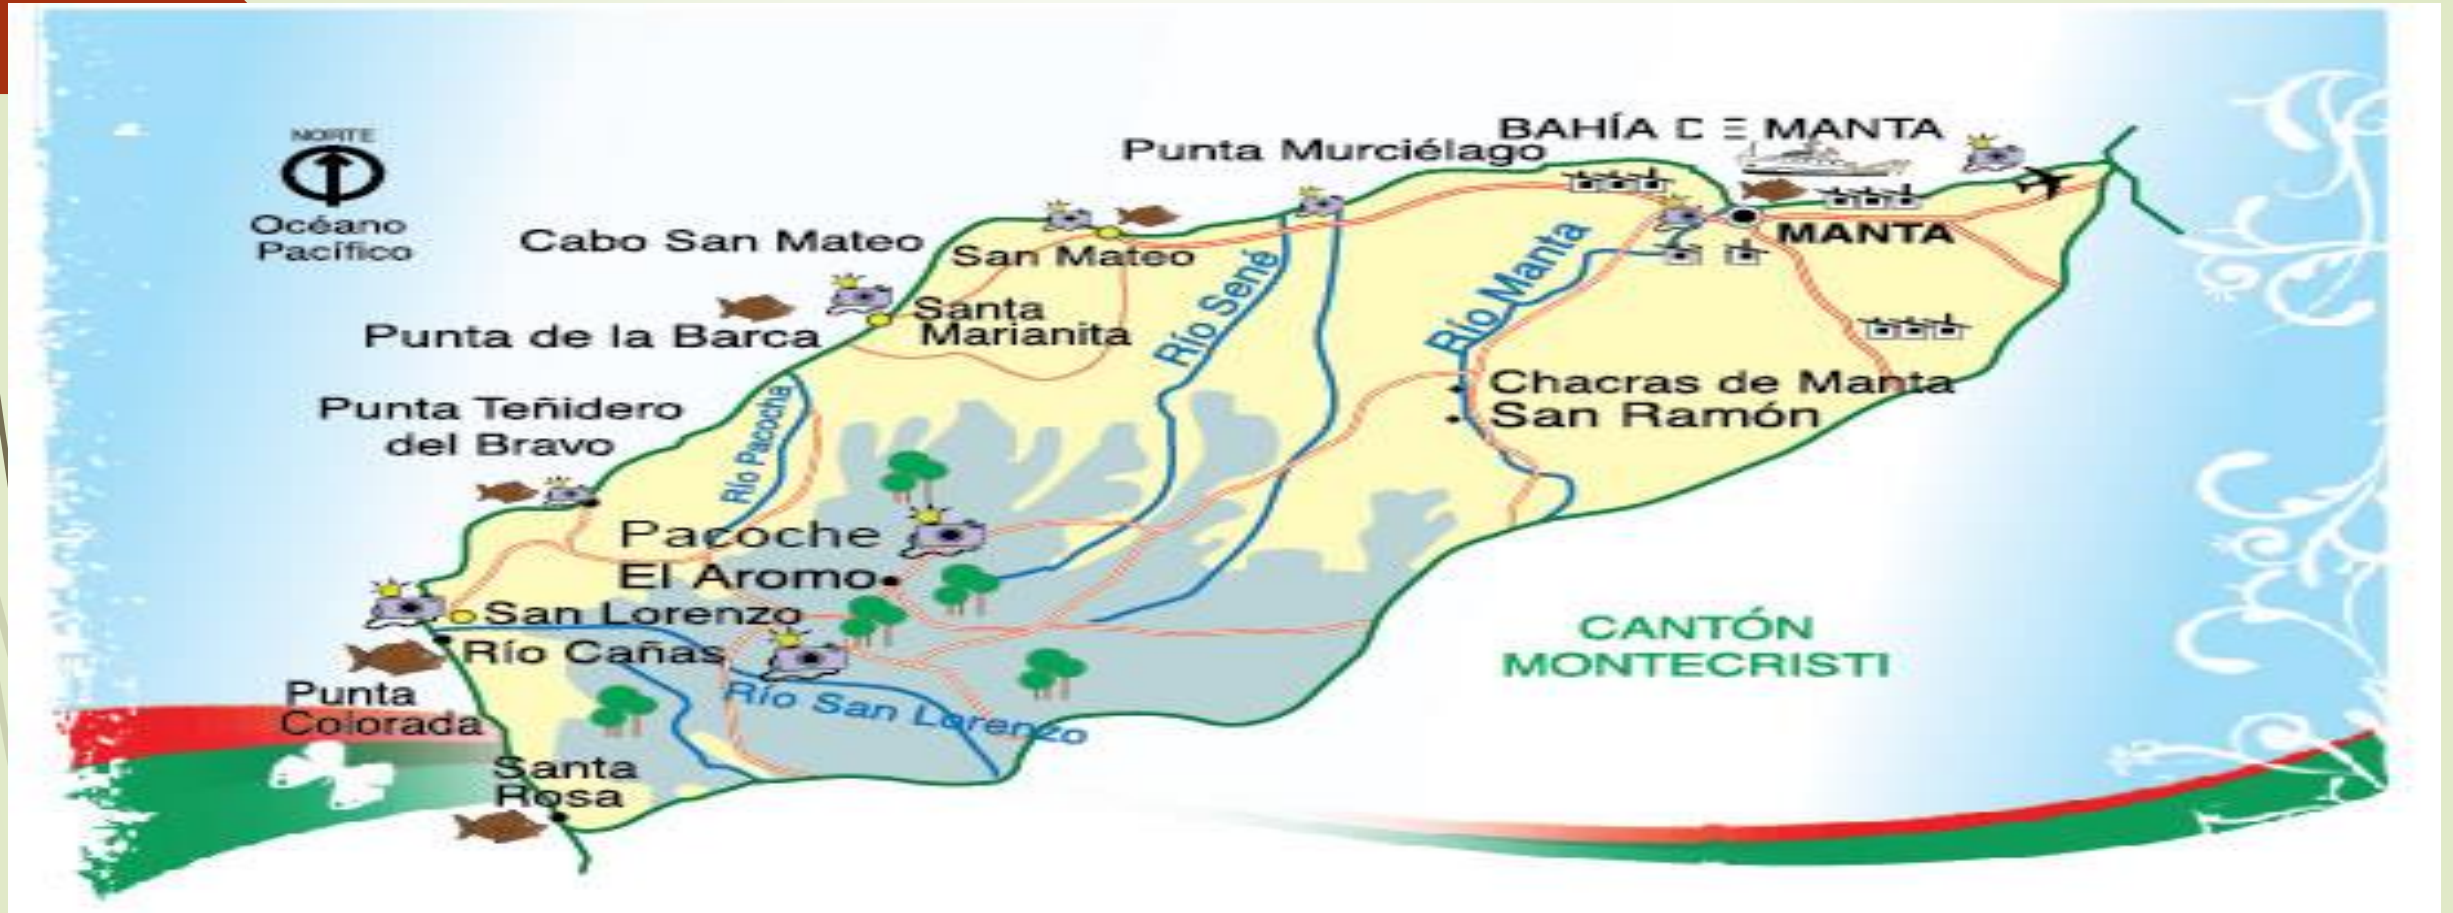 NORTE
Océano
Pacífico
BAHÍA DE MANTA
Punta Murciélago
Cabo San Mateo
San Mateo
MANTA
Río Sené
Río Manta
Santa
Marianita
Punta de la Barca
Punta Teñidero
del Bravo
Río Pacocha
Chacras de Manta
San Ramón
Pacoche
El Aromo
San Lorenzo
Río Cañas
Punta
Colorada
Río San Lorenzo
Santa
Rosa
CANTÓN
MONTECRISTI